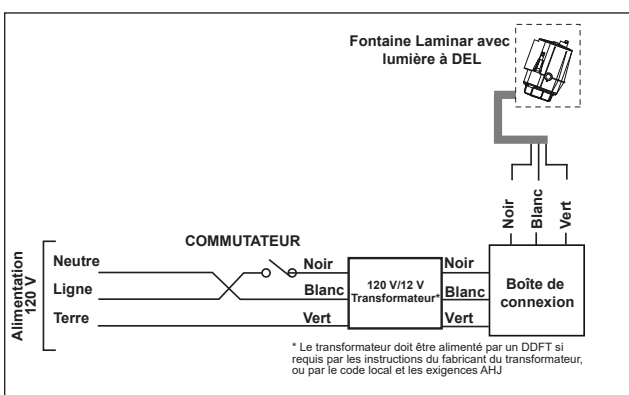 Fontaine Laminar avec
lumière à DEL
Noir
Blanc
Vert
Alimentation
120 V
COMMUTATEUR
Neutre
Ligne
Terre
Noir
Blanc
Vert
120 V/12 V
Transformateur*
Noir
Blanc
Vert
Boîte de
connexion
* Le transformateur doit être alimenté par un DDFT si
requis par les instructions du fabricant du transformateur,
ou par le code local et les exigences AHJ